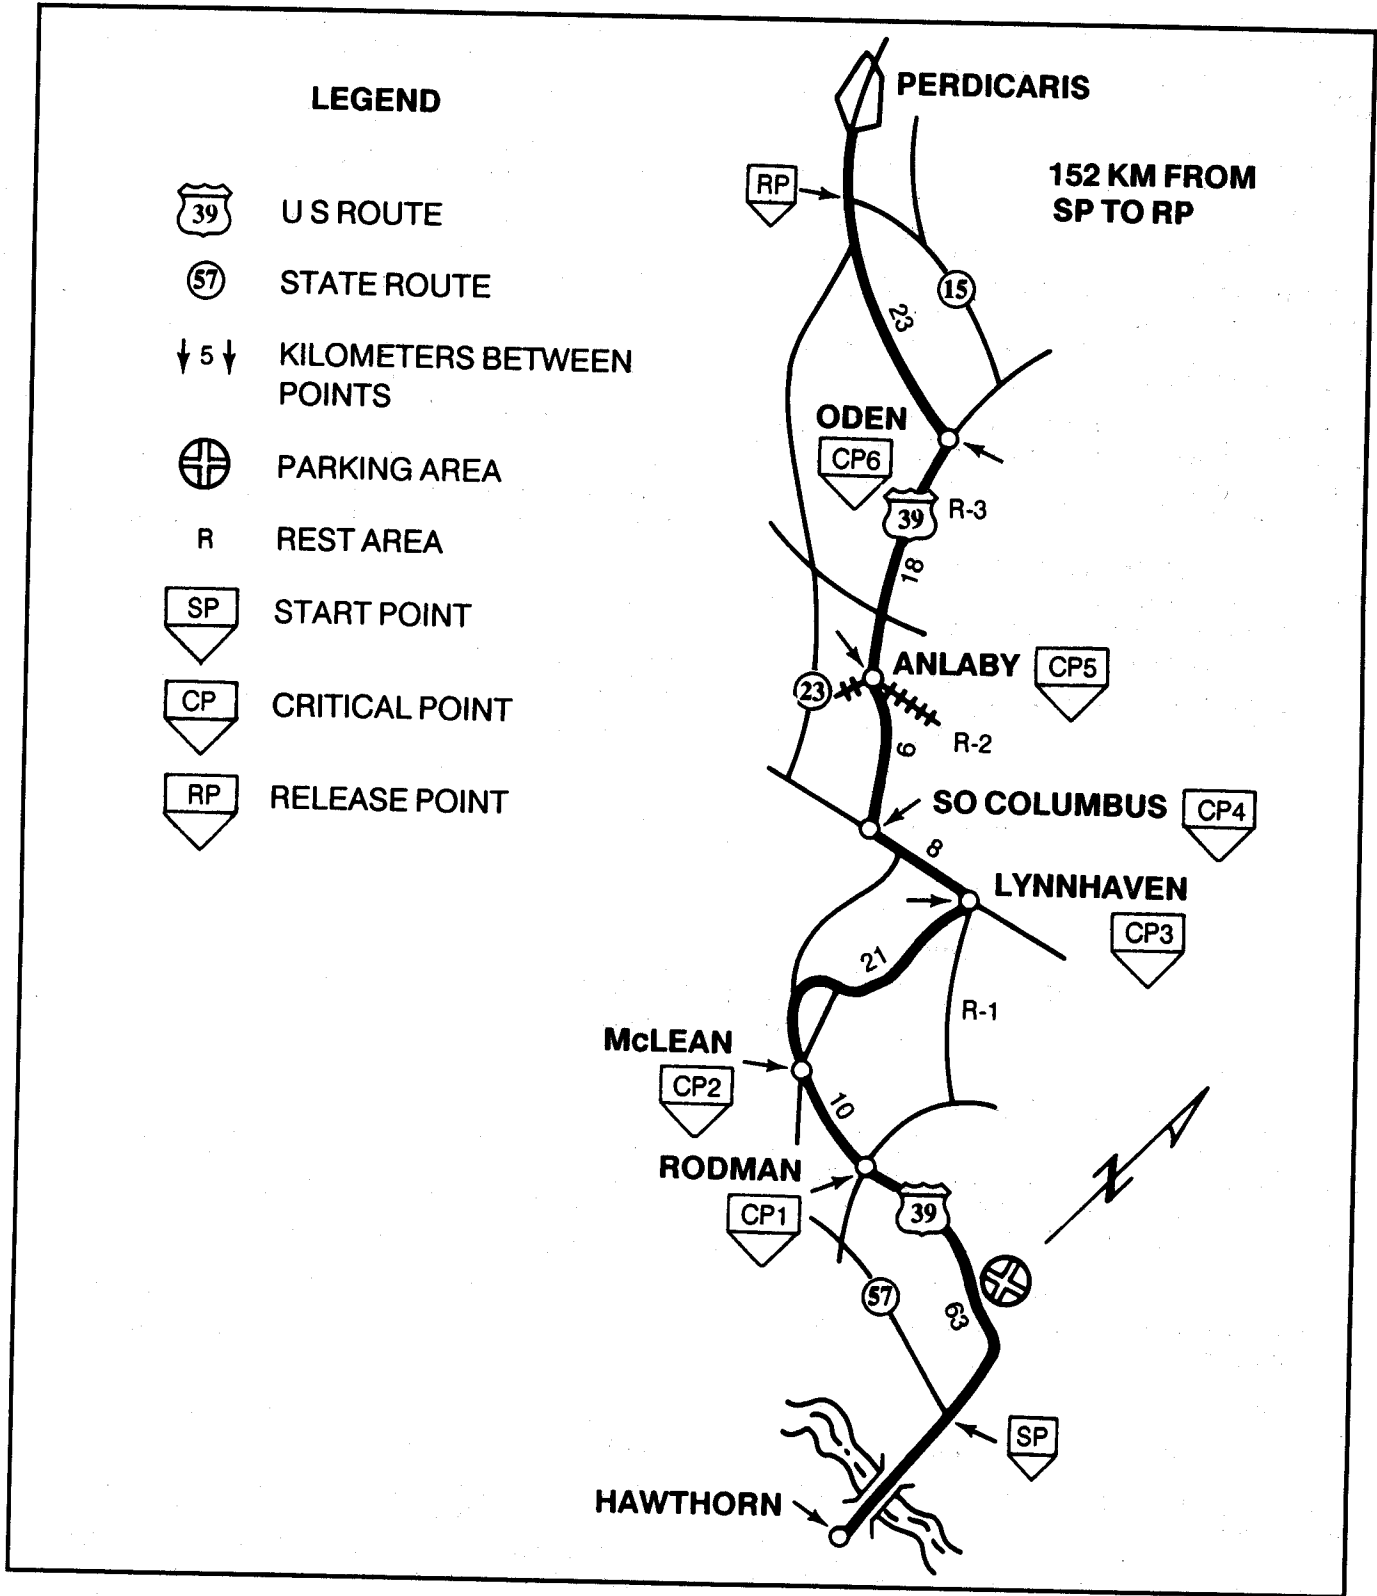 LEGEND
39 U S ROUTE
57 STATE ROUTE
5 KILOMETERS BETWEEN
POINTS
PARKING AREA
R REST AREA
SP START POINT
CP CRITICAL POINT
RP RELEASE POINT
PERDICARIS
152 KM FROM
SP TO RP
RP
15
23
ODEN
CP6
39
R-3
18
ANLABY
CP5
23
R-2
6
SO COLUMBUS
CP4
8
LYNNHAVEN
CP3
21
R-1
McLEAN
CP2
10
RODMAN
CP1
39
N
57
63
SP
HAWTHORN